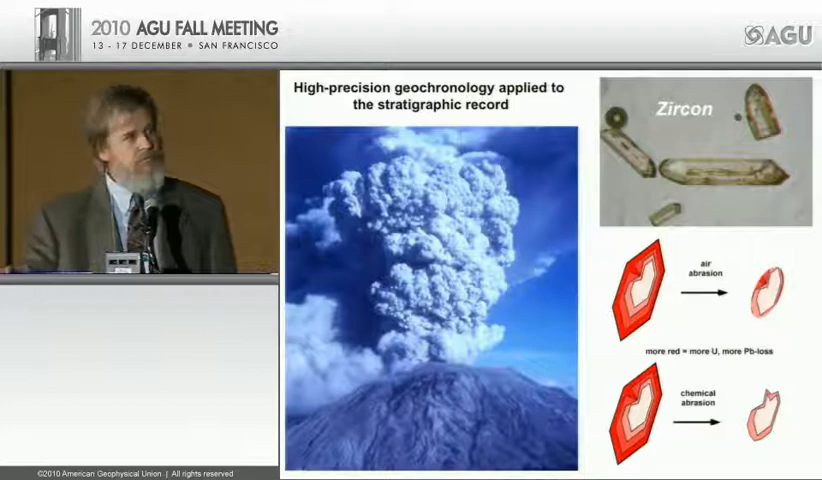 2010 AGU FALL MEETING
13 - 17 DECEMBER SAN FRANCISCO
AGU
High-precision geochronology applied to
the stratigraphic record
Zircon
air
abrasion
more red = more U, more Pb-loss
chemical
abrasion
©2010 American Geophysical Union | All rights reserved